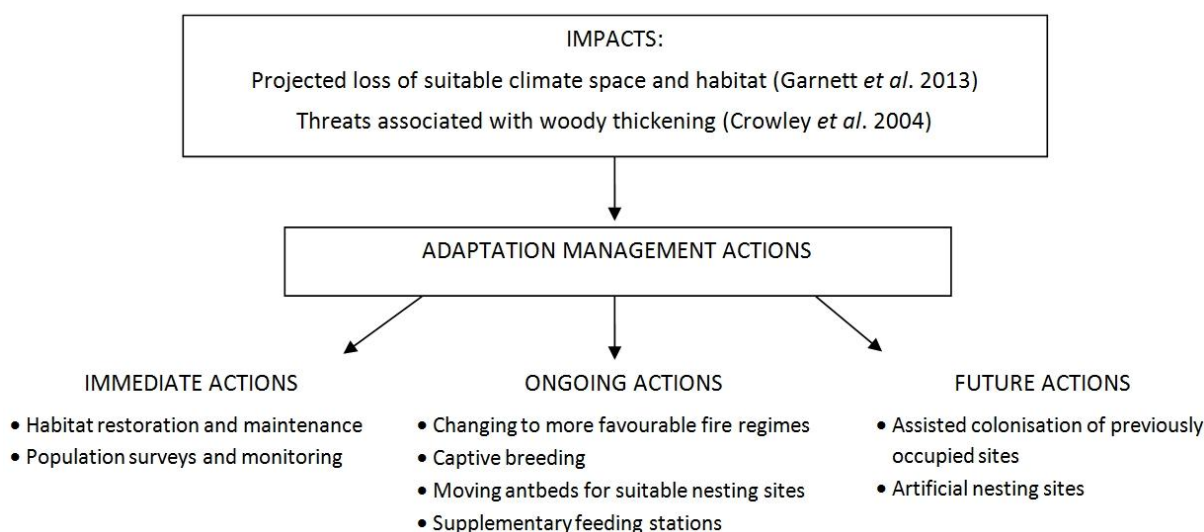 IMPACTS:
Projected loss of suitable climate space and habitat (Garnett et al. 2013)
Threats associated with woody thickening (Crowley et al. 2004)
ADAPTATION MANAGEMENT ACTIONS
IMMEDIATE ACTIONS
• Habitat restoration and maintenance
• Population surveys and monitoring
ONGOING ACTIONS
• Changing to more favourable fire regimes
• Captive breeding
• Moving antbeds for suitable nesting sites
• Supplementary feeding stations
FUTURE ACTIONS
• Assisted colonisation of previously
occupied sites
• Artificial nesting sites